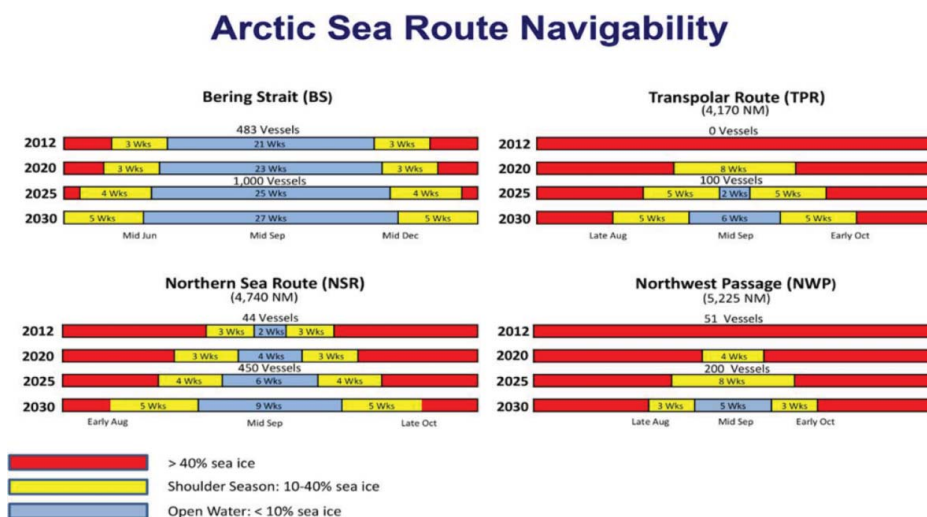 Arctic Sea Route Navigability
Bering Strait (BS)
483 Vessels
2012 3 Wks 21 Wks 3 Wks
2020 3 Wks 23 Wks 3 Wks
1,000 Vessels
2025 4 Wks 25 Wks 4 Wks
2030 5 Wks 27 Wks 5 Wks
Mid Jun Mid Sep Mid Dec
Transpolar Route (TPR)
(4,170 NM)
0 Vessels
2012
2020 8 Wks
100 Vessels
2025 5 Wks 2 Wks 5 Wks
2030 5 Wks 6 Wks 5 Wks
Late Aug Mid Sep Early Oct
Northern Sea Route (NSR)
(4,740 NM)
44 Vessels
2012 3 Wks 2 Wks 3 Wks
2020 3 Wks 4 Wks 3 Wks
450 Vessels
2025 4 Wks 6 Wks 4 Wks
2030 5 Wks 9 Wks 5 Wks
Early Aug Mid Sep Late Oct
Northwest Passage (NWP)
(5,225 NM)
51 Vessels
2012
2020 4 Wks
200 Vessels
2025 8 Wks
2030 3 Wks 5 Wks 3 Wks
Late Aug Mid Sep Early Oct
> 40% sea ice
Shoulder Season: 10-40% sea ice
Open Water: < 10% sea ice